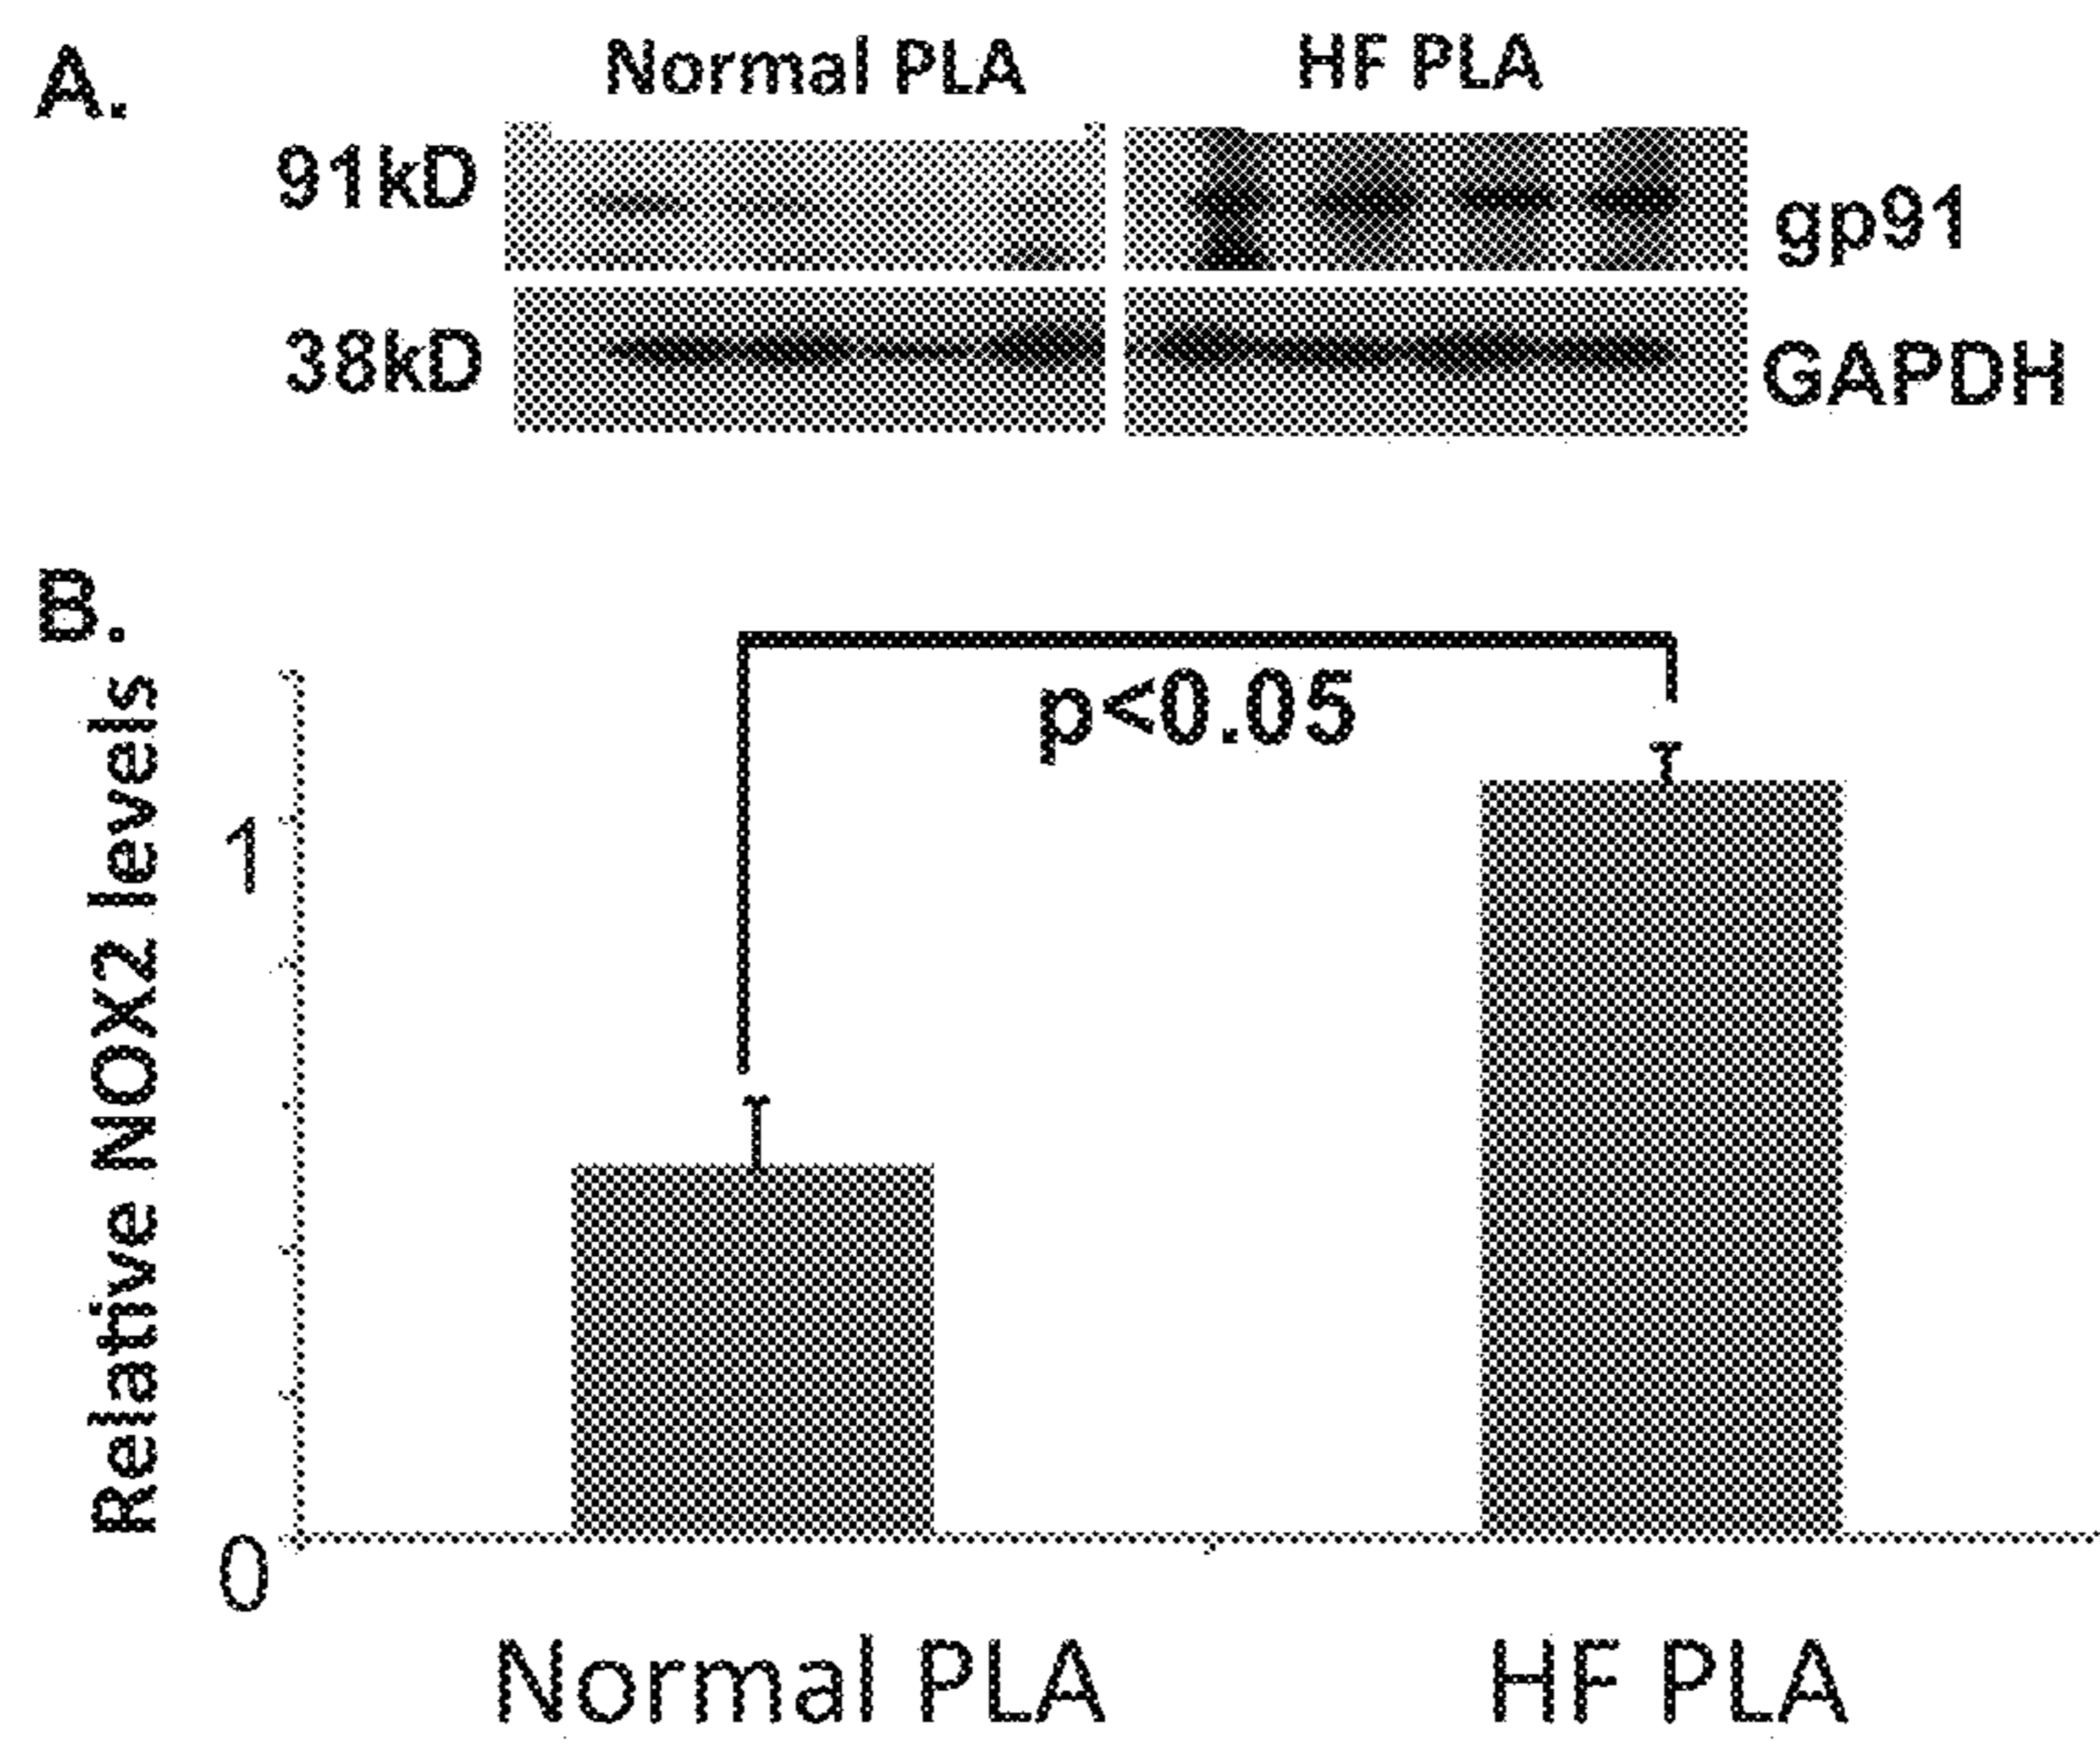 A.
Normal PLA HF PLA
91kD gp91
38kD GAPDH
B.
p<0.05
Relative NOX2 levels
1
0
Normal PLA HF PLA